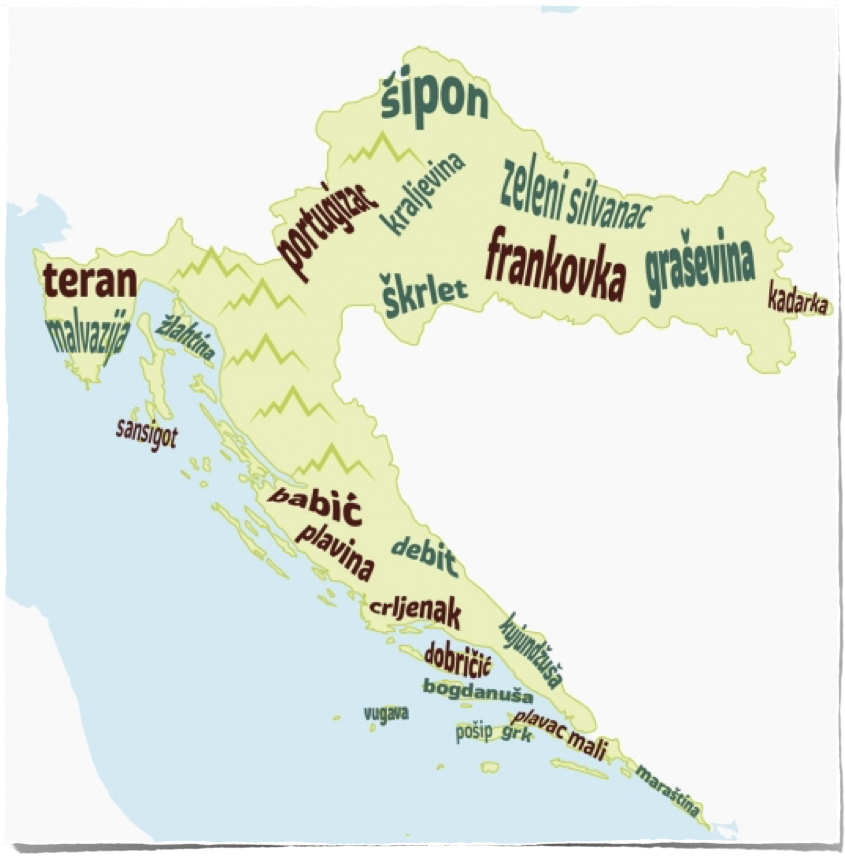 šipon
kraljevina
portugizac
zeleni silvanac
frankovka
graševina
škrlet
kadarka
teran
malvazija
žlahtina
sansigot
babić
plavina
debit
crljenak
kujundžuša
dobričić
bogdanuša
vugava
pošip grk
plavac mali
maraština